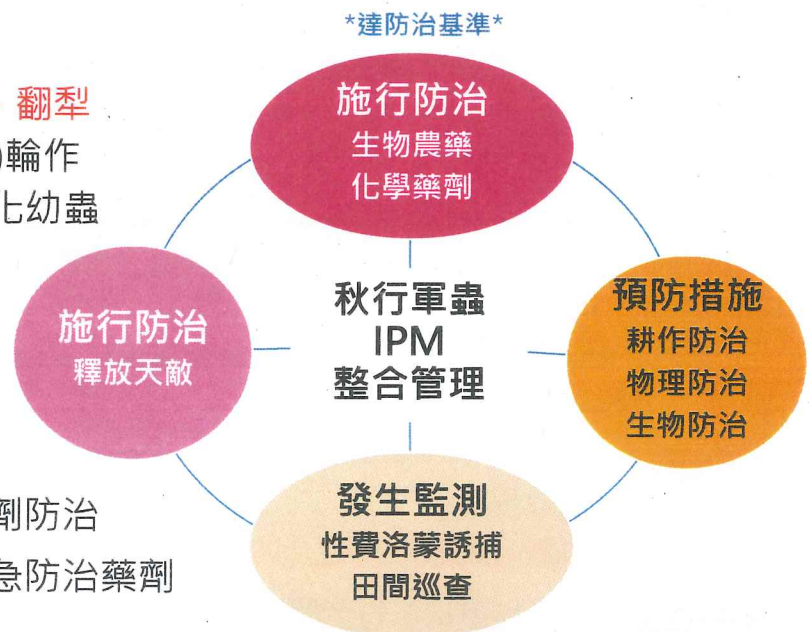 *達防治基準*
翻犁
輪作
化幼蟲
劑防治
急防治藥劑
施行防治
生物農藥
化學藥劑
施行防治
釋放天敵
秋行軍蟲
IPM
整合管理
預防措施
耕作防治
物理防治
生物防治
發生監測
性費洛蒙誘捕
田間巡查